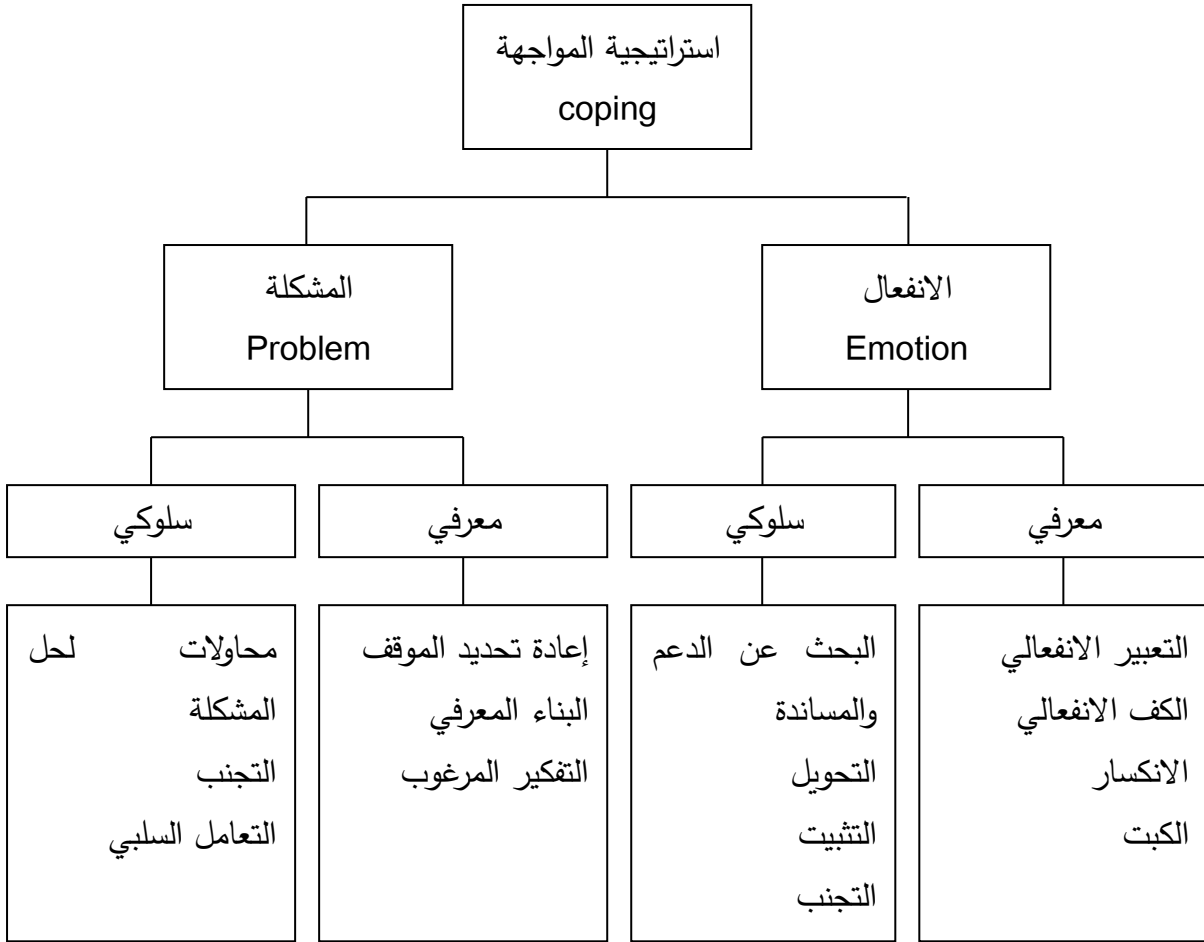 استراتيجية المواجهة
coping
الانفعال
Emotion
المشكلة
Problem
معرفي
سلوكي
معرفي
سلوكي
التعبير الانفعالي
الكف الانفعالي
الانكسار
الكبت
البحث عن الدعم
والمساندة
التحويل
التثبيت
التجنب
إعادة تحديد الموقف
البناء المعرفي
التفكير المرغوب
محاولات لحل
المشكلة
التجنب
التعامل السلبي